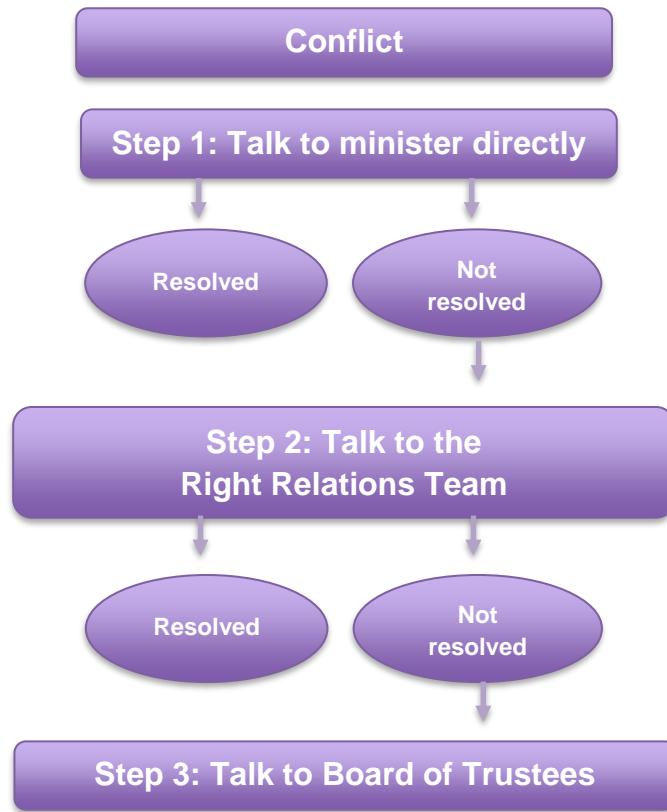 Conflict
Step 1: Talk to minister directly
Resolved
Not
resolved
Step 2: Talk to the
Right Relations Team
Resolved
Not
resolved
Step 3: Talk to Board of Trustees